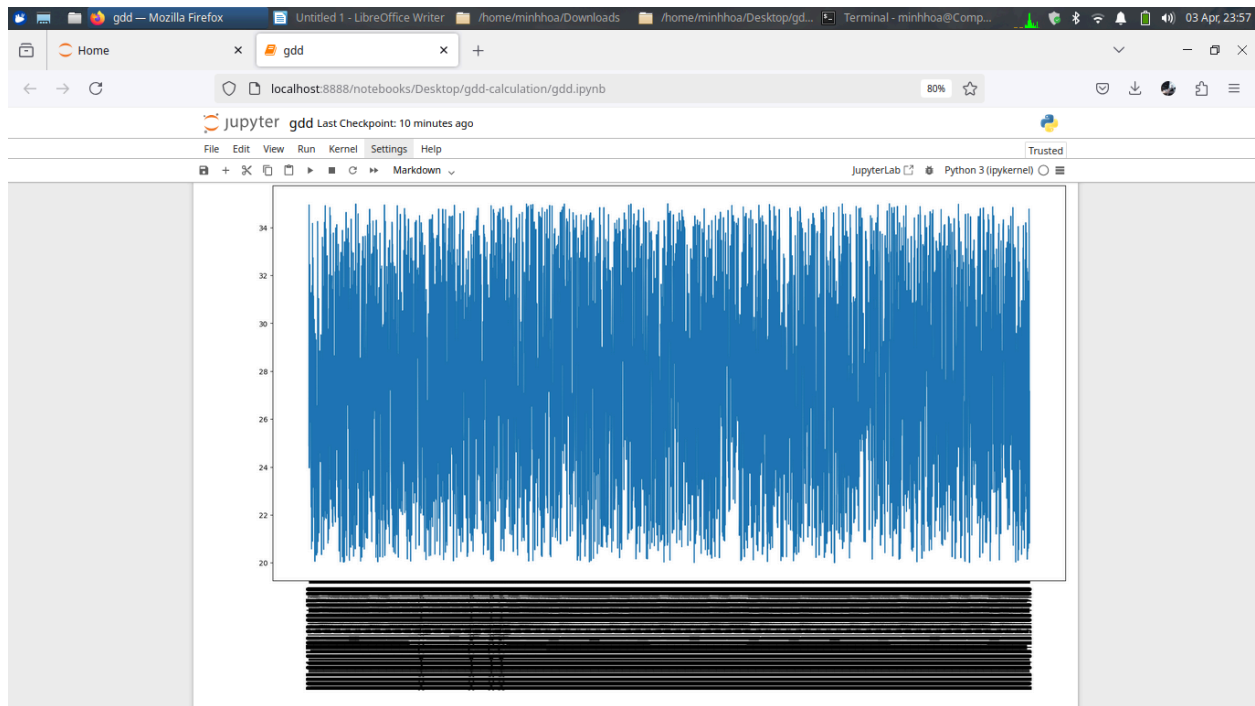 gdd — Mozilla Firefox
Untitled 1 - LibreOffice Writer
/home/minhhoa/Downloads
/home/minhhoa/Desktop/gd...
Terminal - minhhoa@Comp...
03 Apr, 23:57
Home
gdd
localhost:8888/notebooks/Desktop/gdd-calculation/gdd.ipynb
80%
jupyter gdd Last Checkpoint: 10 minutes ago
File Edit View Run Kernel Settings Help
Trusted
Markdown
JupyterLab
Python 3 (ipykernel)
34
32
30
28
26
24
22
20